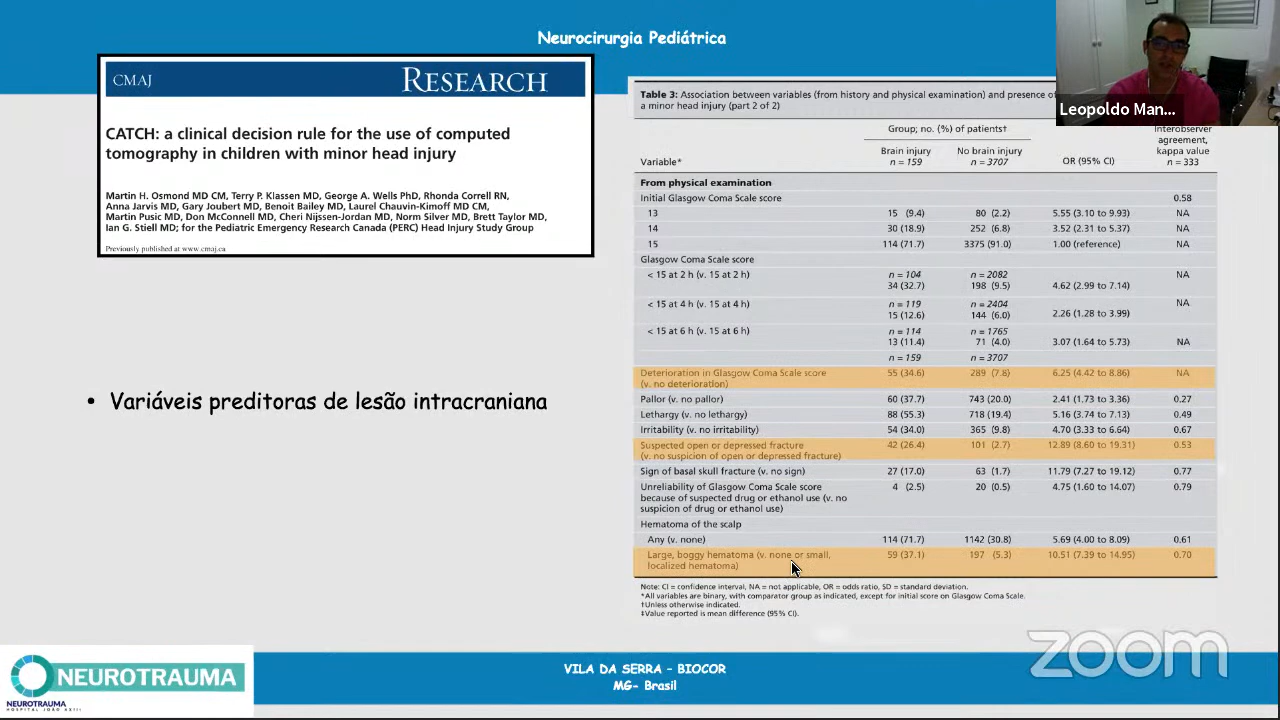 Neurocirurgia Pediátrica
CMAJ
RESEARCH
CATCH: a clinical decision rule for the use of computed
tomography in children with minor head injury
Martin H. Osmond MD CM, Terry P. Klassen MD, George A. Wells PhD, Rhonda Correll RN,
Anna Jarvis MD, Gary Joubert MD, Benoit Bailey MD, Laurel Chauvin-Kimoff MD CM,
Martin Pusic MD, Don McConnell MD, Cheri Nijssen-Jordan MD, Norm Silver MD, Brett Taylor MD,
Ian G. Stiell MD; for the Pediatric Emergency Research Canada (PERC) Head Injury Study Group
Previously published at www.cmaj.ca
• Variáveis preditoras de lesão intracraniana
Table 3: Association between variables (from history and physical examination) and presence of
a minor head injury (part 2 of 2)
Group; no. (%) of patients†
Variable*
Brain injury
n = 159
No brain injury
n = 3707
OR (95% CI)
Interobserver
agreement,
kappa value
n = 333
From physical examination
Initial Glasgow Coma Scale score 0.58
13 15 (9.4) 80 (2.2) 5.55 (3.10 to 9.93) NA
14 30 (18.9) 252 (6.8) 3.52 (2.31 to 5.37) NA
15 114 (71.7) 3375 (91.0) 1.00 (reference) NA
Glasgow Coma Scale score
< 15 at 2 h (v. 15 at 2 h) n = 104 n = 2082 NA
34 (32.7) 198 (9.5) 4.62 (2.99 to 7.14)
< 15 at 4 h (v. 15 at 4 h) n = 119 n = 2404 NA
15 (12.6) 144 (6.0) 2.26 (1.28 to 3.99)
< 15 at 6 h (v. 15 at 6 h) n = 114 n = 1765
13 (11.4) 71 (4.0) 3.07 (1.64 to 5.73) NA
n = 159 n = 3707
Deterioration in Glasgow Coma Scale score 55 (34.6) 289 (7.8) 6.25 (4.42 to 8.86) NA
(v. no deterioration)
Pallor (v. no pallor) 60 (37.7) 743 (20.0) 2.41 (1.73 to 3.36) 0.27
Lethargy (v. no lethargy) 88 (55.3) 718 (19.4) 5.16 (3.74 to 7.13) 0.49
Irritability (v. no irritability) 54 (34.0) 365 (9.8) 4.70 (3.33 to 6.64) 0.67
Suspected open or depressed fracture 42 (26.4) 101 (2.7) 12.89 (8.60 to 19.31) 0.53
(v. no suspicion of open or depressed fracture)
Sign of basal skull fracture (v. no sign) 27 (17.0) 63 (1.7) 11.79 (7.27 to 19.12) 0.77
Unreliability of Glasgow Coma Scale score 4 (2.5) 20 (0.5) 4.75 (1.60 to 14.07) 0.79
because of suspected drug or ethanol use (v. no
suspicion of drug or ethanol use)
Hematoma of the scalp
Any (v. none) 114 (71.7) 1142 (30.8) 5.69 (4.00 to 8.09) 0.61
Large, boggy hematoma (v. none or small, 59 (37.1) 197 (5.3) 10.51 (7.39 to 14.95) 0.70
localized hematoma)
Note: CI = confidence interval, NA = not applicable, OR = odds ratio, SD = standard deviation.
*All variables are binary, with comparator group as indicated, except for initial score on Glasgow Coma Scale.
†Unless otherwise indicated.
‡Value reported is mean difference (95% CI).
Leopoldo Man...
zoom
NEUROTRAUMA
NEUROTRAUMA
HOSPITAL JOÃO XXIII
VILA DA SERRA – BIOCOR
MG- Brasil